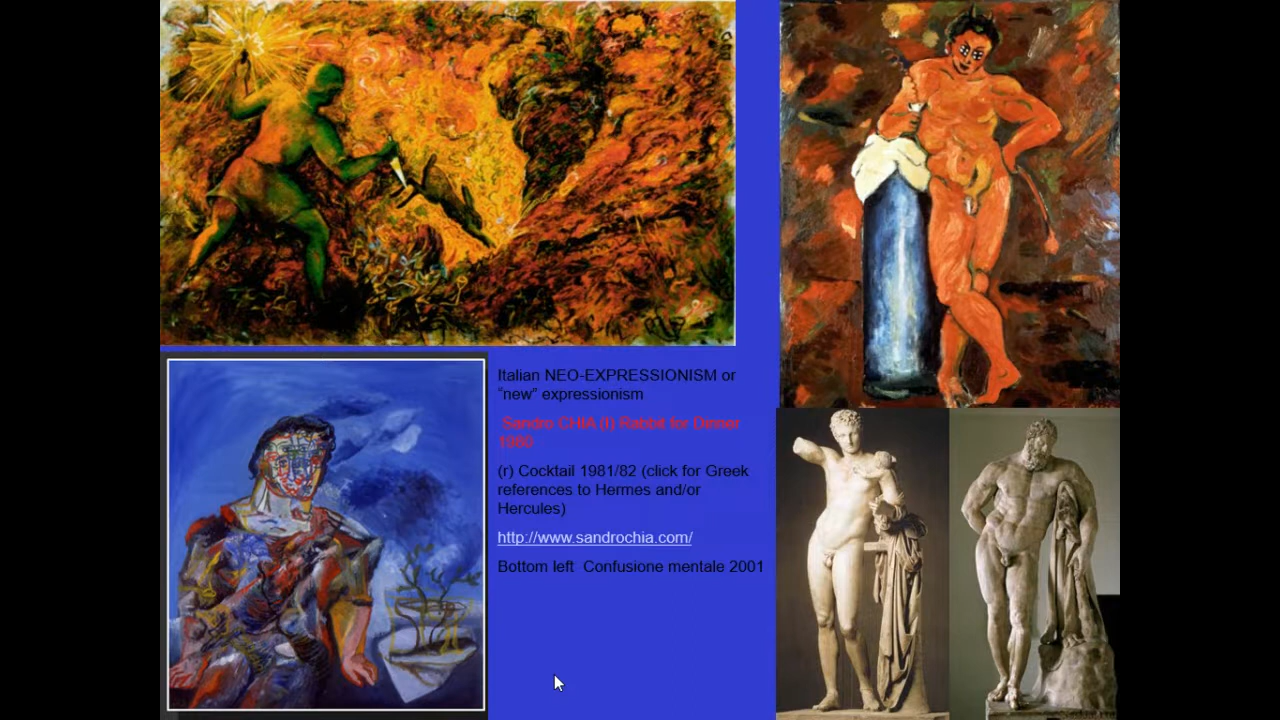 Italian NEO-EXPRESSIONISM or
“new” expressionism
Sandro CHIA (l) Rabbit for Dinner
1980
(r) Cocktail 1981/82 (click for Greek
references to Hermes and/or
Hercules)
http://www.sandrochia.com/
Bottom left Confusione mentale 2001